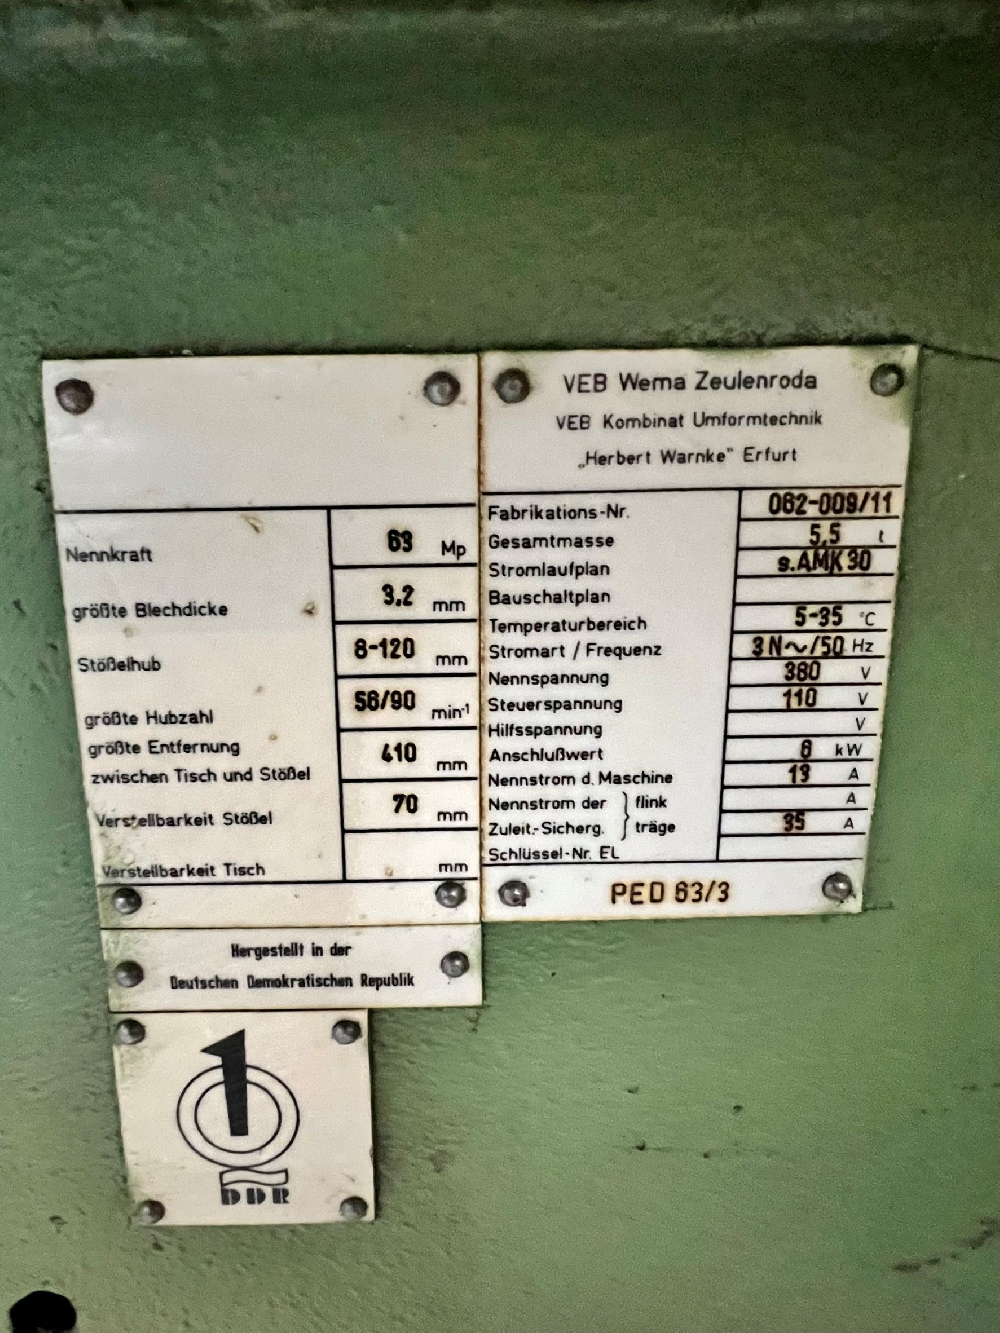 Nennkraft 63 Mp
größte Blechdicke 3,2 mm
Stößelhub 8-120 mm
größte Hubzahl 56/90 min-1
größte Entfernung
zwischen Tisch und Stößel 410 mm
Verstellbarkeit Stößel 70 mm
Verstellbarkeit Tisch mm
VEB Wema Zeulenroda
VEB Kombinat Umformtechnik
„Herbert Warnke" Erfurt
Fabrikations-Nr. 062-009/11
Gesamtmasse 5,5 t
Stromlaufplan s.AMK 30
Bauschaltplan
Temperaturbereich 5-35 °C
Stromart / Frequenz 3N~/50 Hz
Nennspannung 380 V
Steuerspannung 110 V
Hilfsspannung V
Anschlußwert 8 kW
Nennstrom d. Maschine 13 A
Nennstrom der } flink A
Zuleit.-Sicherg. } träge 35 A
Schlüssel-Nr. EL
PED 63/3
Hergestellt in der
Deutschen Demokratischen Republik
1
DDR